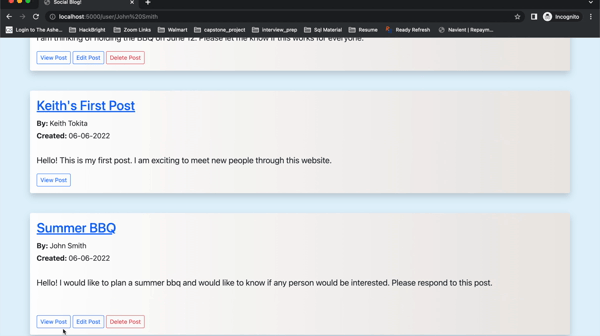 Social Blog!
localhost:5000/user/John%20Smith
Incognito
Login to The Ashe... HackBright Zoom Links Walmart capstone_project interview_prep Sql Material Resume Ready Refresh Navient | Repaym...
I am thinking of holding the BBQ on June 12. Please let me know if this works for everyone.
View Post Edit Post Delete Post
Keith's First Post
By: Keith Tokita
Created: 06-06-2022
Hello! This is my first post. I am exciting to meet new people through this website.
View Post
Summer BBQ
By: John Smith
Created: 06-06-2022
Hello! I would like to plan a summer bbq and would like to know if any person would be interested. Please respond to this post.
View Post Edit Post Delete Post